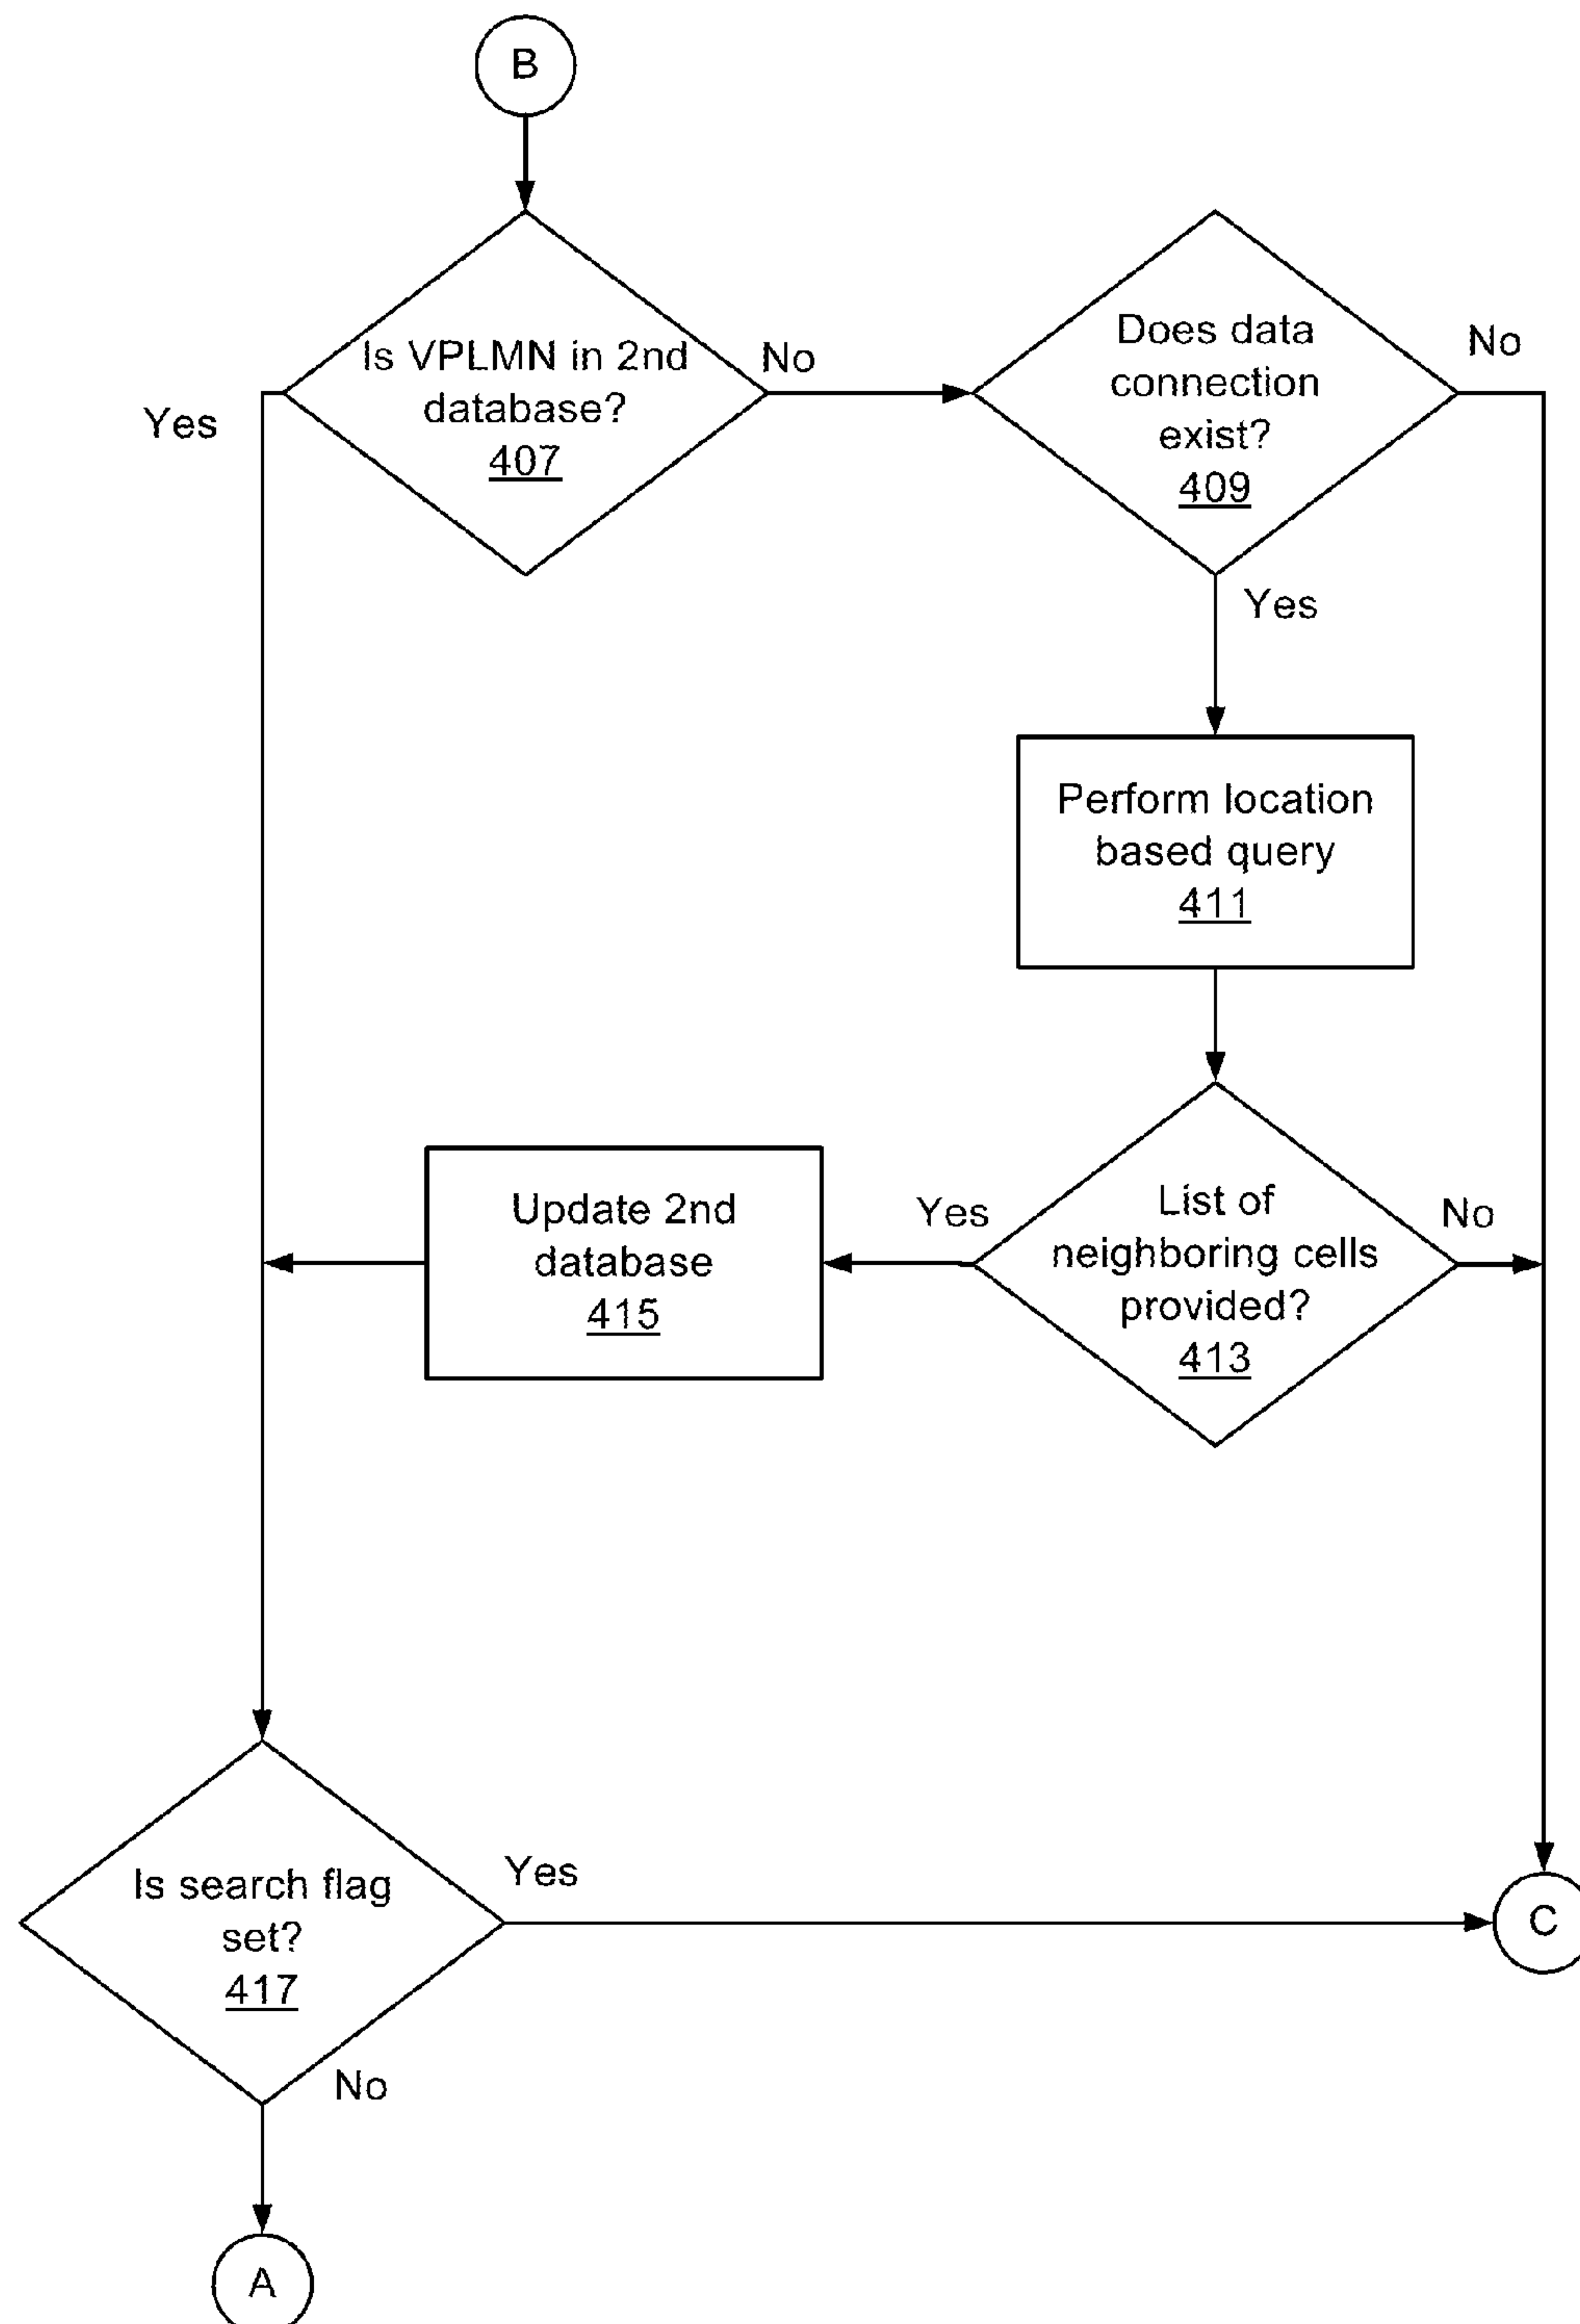 B
Is VPLMN in 2nd
database?
407
Yes
No
Does data
connection
exist?
409
No
Yes
Perform location
based query
411
List of
neighboring cells
provided?
413
Yes
No
Update 2nd
database
415
Is search flag
set?
417
Yes
No
C
A